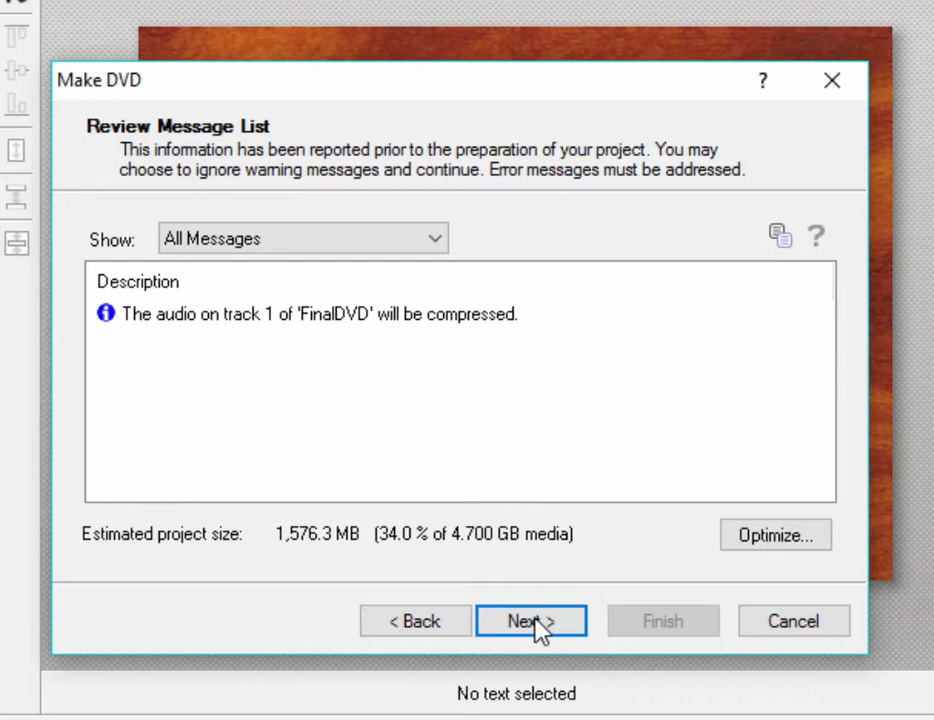 Make DVD
?
Review Message List
This information has been reported prior to the preparation of your project. You may
choose to ignore warning messages and continue. Error messages must be addressed.
Show: All Messages
?
Description
The audio on track 1 of 'FinalDVD' will be compressed.
Estimated project size: 1,576.3 MB (34.0 % of 4.700 GB media) Optimize...
< Back Next > Finish Cancel
No text selected